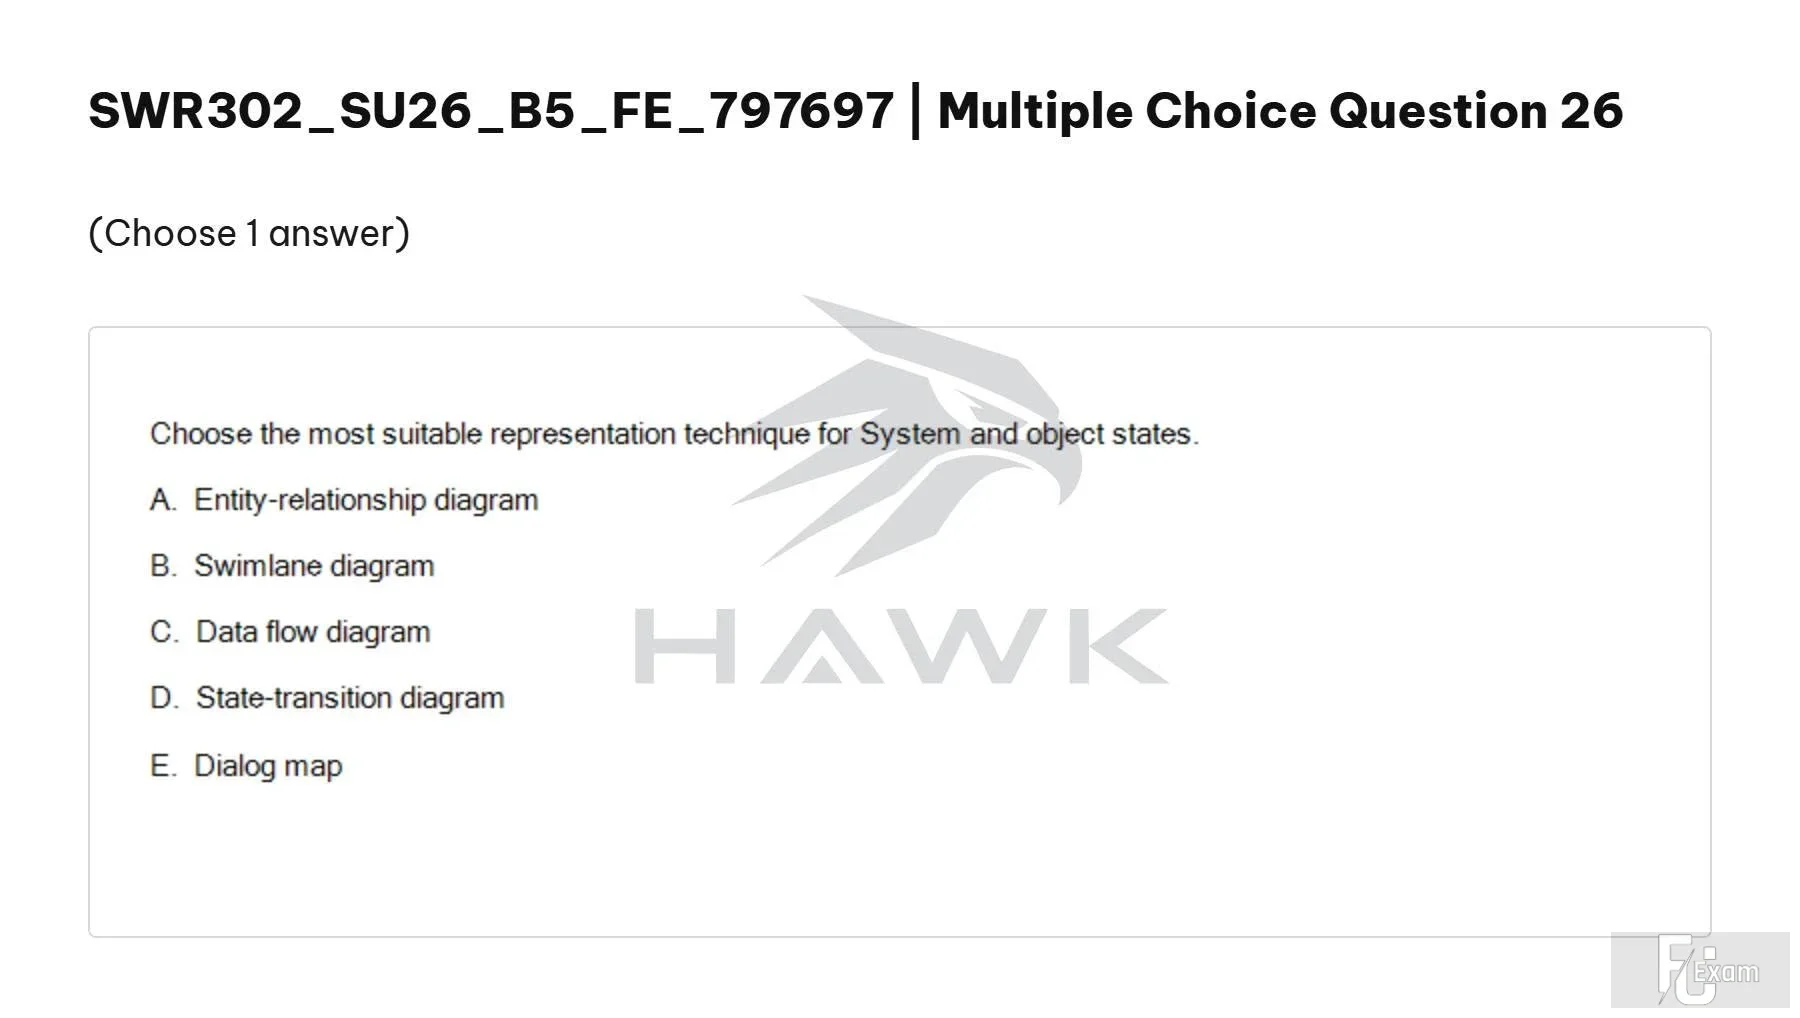 SWR302_SU26_B5_FE_797697 | Multiple Choice Question 26
(Choose 1 answer)
Choose the most suitable representation technique for System and object states.
A. Entity-relationship diagram
B. Swimlane diagram
C. Data flow diagram
D. State-transition diagram
E. Dialog map
HAWK
FU Exam